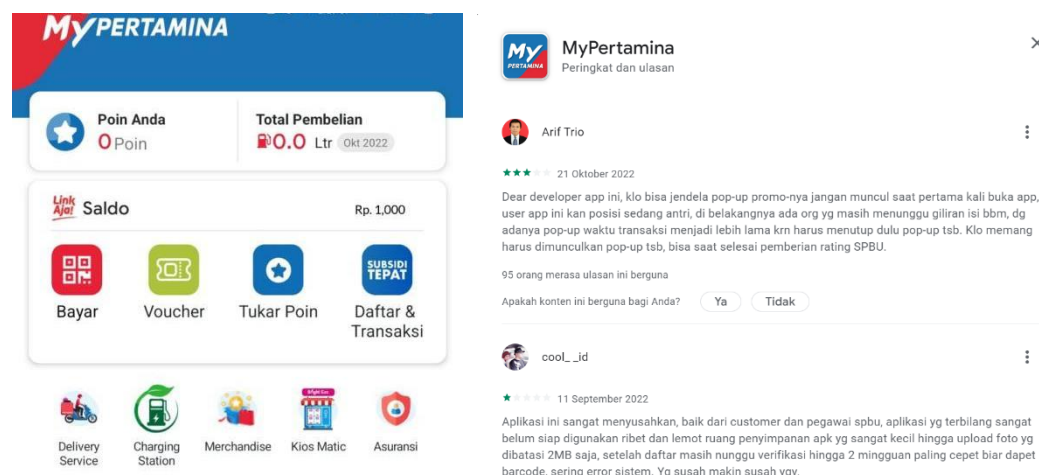 MyPERTAMINA
Poin Anda
0 Poin
Total Pembelian
0.0 Ltr Okt 2022
Link Aja! Saldo
Rp. 1,000
SUBSIDI TEPAT
Bayar
Voucher
Tukar Poin
Daftar & Transaksi
Bright Gas
Delivery Service
Charging Station
Merchandise
Kios Matic
Asuransi
My PERTAMINA
MyPertamina
Peringkat dan ulasan
Arif Trio
21 Oktober 2022
Dear developer app ini, klo bisa jendela pop-up promo-nya jangan muncul saat pertama kali buka app,
user app ini kan posisi sedang antri, di belakangnya ada org yg masih menunggu giliran isi bbm, dg
adanya pop-up waktu transaksi menjadi lebih lama krn harus menutup dulu pop-up tsb. Klo memang
harus dimunculkan pop-up tsb, bisa saat selesai pemberian rating SPBU.
95 orang merasa ulasan ini berguna
Apakah konten ini berguna bagi Anda? Ya Tidak
cool_ _id
11 September 2022
Aplikasi ini sangat menyusahkan, baik dari customer dan pegawai spbu, aplikasi yg terbilang sangat
belum siap digunakan ribet dan lemot ruang penyimpanan apk yg sangat kecil hingga upload foto yg
dibatasi 2MB saja, setelah daftar masih nunggu verifikasi hingga 2 mingguan paling cepet biar dapet
barcode, sering error sistem. Yg susah makin susah ygy.